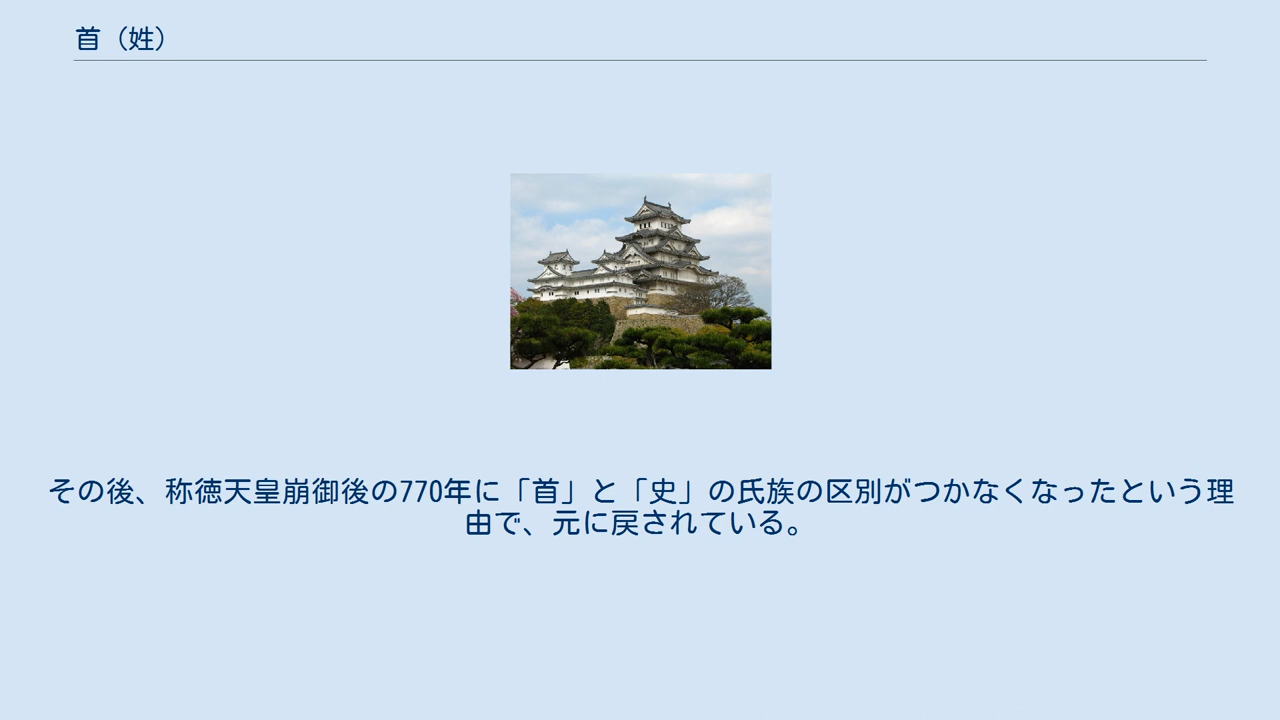 首（姓）
その後、称徳天皇崩御後の770年に「首」と「史」の氏族の区別がつかなくなったという理
由で、元に戻されている。